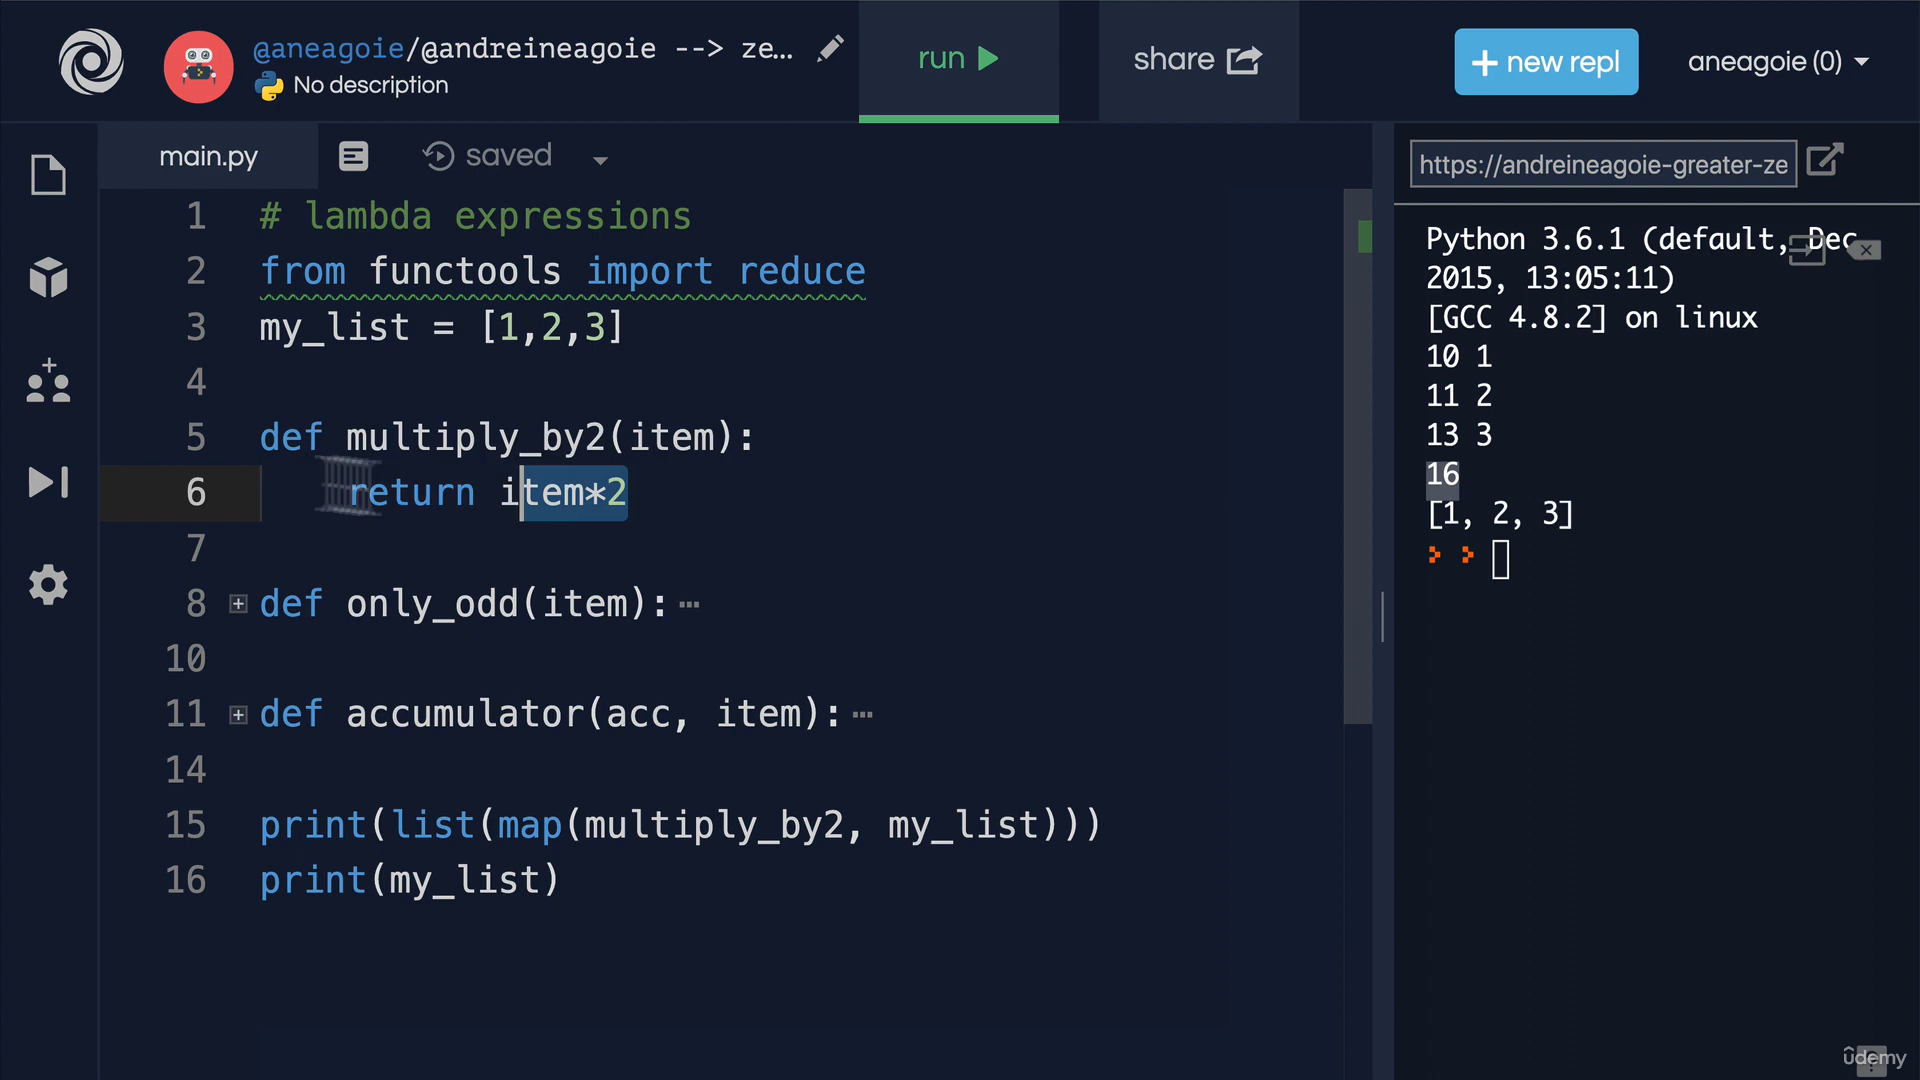 @aneagoie/@andreineagoie --> ze...
No description
run
share
+ new repl
aneagoie (0)
main.py
saved
https://andreineagoie-greater-ze
1 # lambda expressions
2 from functools import reduce
3 my_list = [1,2,3]
4
5 def multiply_by2(item):
6 return item*2
7
8 def only_odd(item):
10
11 def accumulator(acc, item):
14
15 print(list(map(multiply_by2, my_list)))
16 print(my_list)
Python 3.6.1 (default, Dec
2015, 13:05:11)
[GCC 4.8.2] on linux
10 1
11 2
13 3
16
[1, 2, 3]
ûdemy